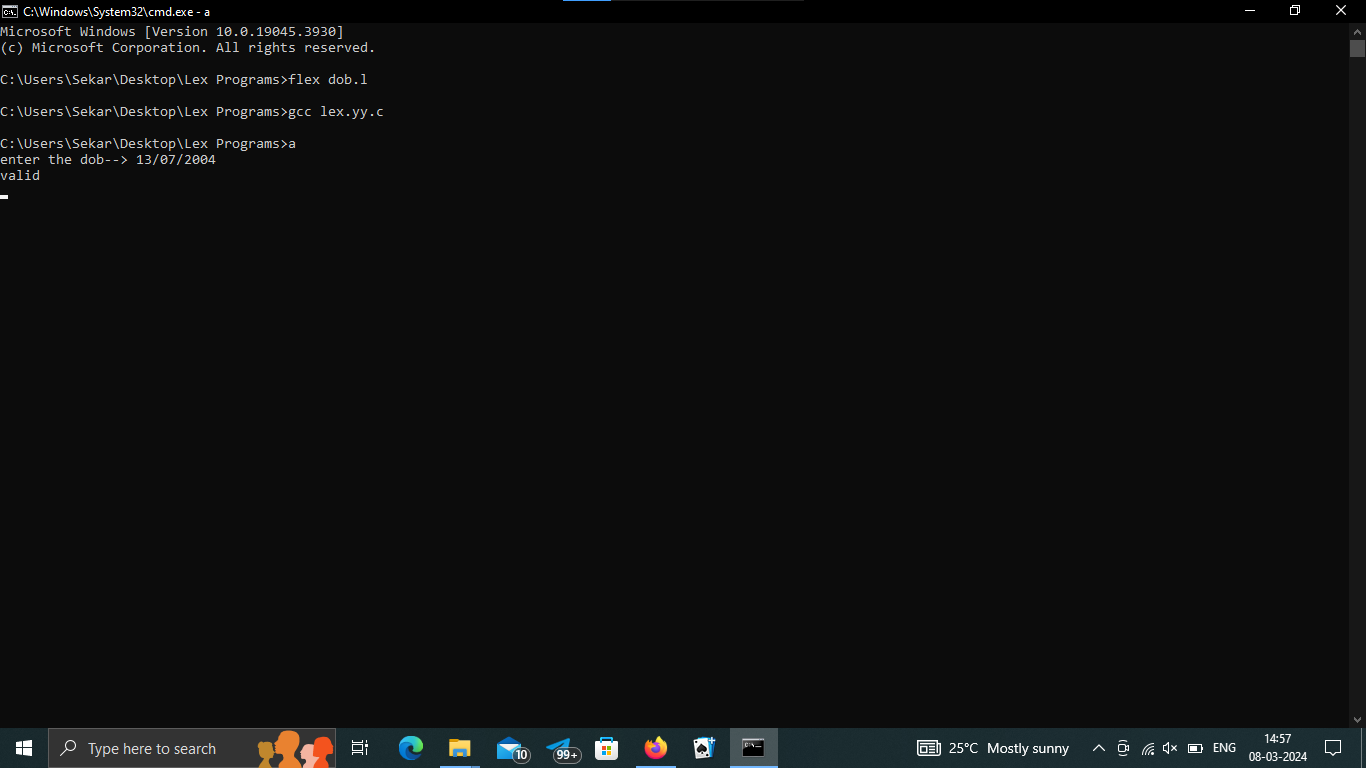 C:\Windows\System32\cmd.exe - a
Microsoft Windows [Version 10.0.19045.3930]
(c) Microsoft Corporation. All rights reserved.
C:\Users\Sekar\Desktop\Lex Programs>flex dob.l
C:\Users\Sekar\Desktop\Lex Programs>gcc lex.yy.c
C:\Users\Sekar\Desktop\Lex Programs>a
enter the dob--> 13/07/2004
valid
Type here to search
10
99+
25°C Mostly sunny
ENG
14:57
08-03-2024